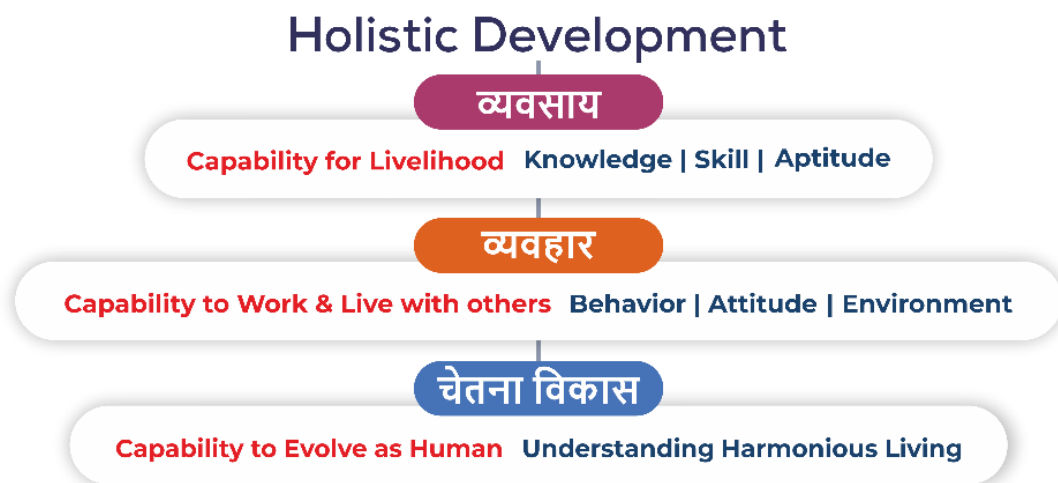 Holistic Development
व्यवसाय
Capability for Livelihood Knowledge | Skill | Aptitude
व्यवहार
Capability to Work & Live with others Behavior | Attitude | Environment
चेतना विकास
Capability to Evolve as Human Understanding Harmonious Living